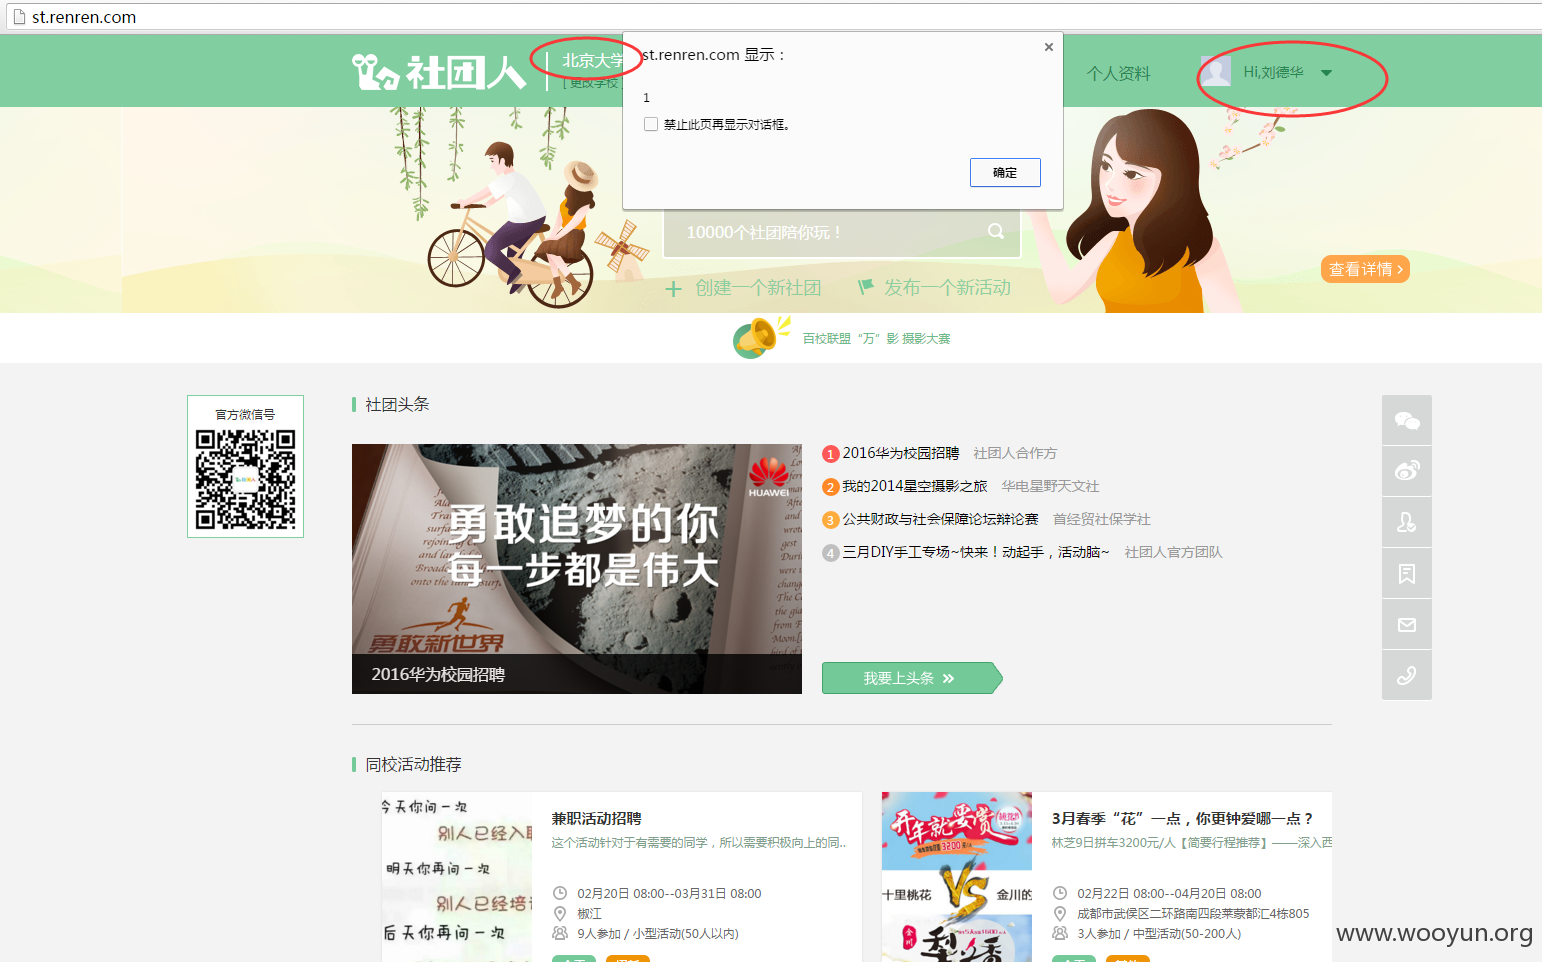 st.renren.com
社团人
北京大学
[ 更改学校
st.renren.com 显示：
1
禁止此页再显示对话框。
确定
个人资料
Hi,刘德华
10000个社团陪你玩！
创建一个新社团
发布一个新活动
查看详情 ›
百校联盟“万”影 摄影大赛
官方微信号
社团头条
HUAWEI
勇敢追梦的你
每一步都是伟大
勇敢新世界
2016华为校园招聘
1 2016华为校园招聘 社团人合作方
2 我的2014星空摄影之旅 华电星野天文社
3 公共财政与社会保障论坛辩论赛 首经贸社保学社
4 三月DIY手工专场~快来！动起手，活动脑~ 社团人官方团队
我要上头条 »
同校活动推荐
今天你问一次
别人已经入职
明天你再问一次
别人已经培
后天你再问一次
兼职活动招聘
这个活动针对于有需要的同学，所以需要积极向上的同..
02月20日 08:00--03月31日 08:00
椒江
9人参加 / 小型活动(50人以内)
开年就要赏
VS
十里桃花
金川的
3月春季“花”一点，你更钟爱哪一点？
林芝9日拼车3200元/人【简要行程推荐】——深入西
02月22日 08:00--04月20日 08:00
成都市武侯区二环路南四段莱蒙都汇4栋805
3人参加 / 中型活动(50-200人)
www.wooyun.org